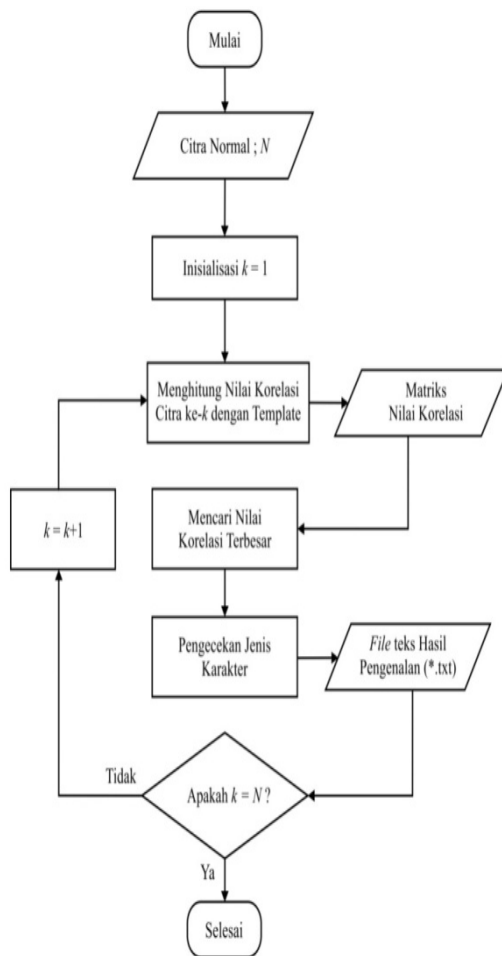 Mulai
Citra Normal ; N
Inisialisasi k = 1
Menghitung Nilai Korelasi
Citra ke-k dengan Template
Matriks
Nilai Korelasi
k = k+1
Mencari Nilai
Korelasi Terbesar
Pengecekan Jenis
Karakter
File teks Hasil
Pengenalan (*.txt)
Tidak
Apakah k = N ?
Ya
Selesai